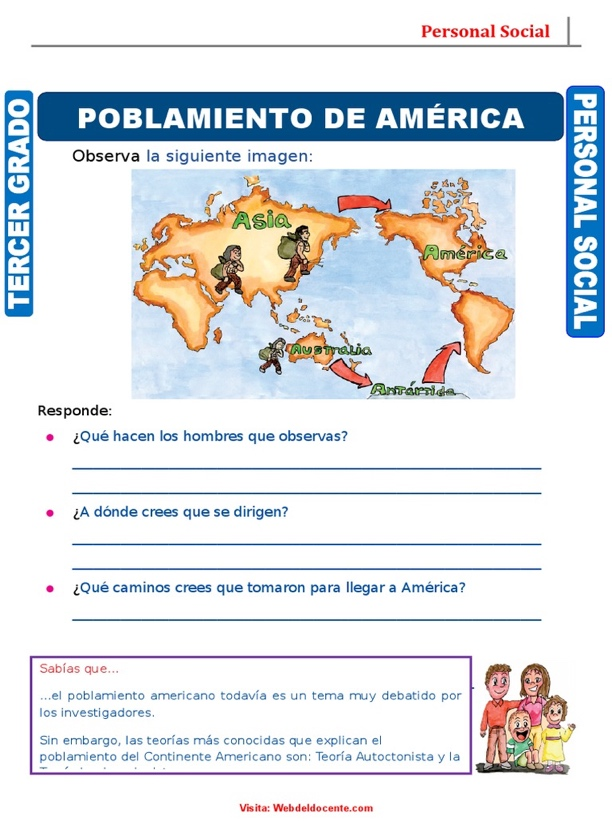 Personal Social
TERCER GRADO
POBLAMIENTO DE AMÉRICA
PERSONAL SOCIAL
Observa la siguiente imagen:
Asia
América
Australia
Antártida
Responde:
¿Qué hacen los hombres que observas?
¿A dónde crees que se dirigen?
¿Qué caminos crees que tomaron para llegar a América?
Sabías que...
...el poblamiento americano todavía es un tema muy debatido por
los investigadores.
Sin embargo, las teorías más conocidas que explican el
poblamiento del Continente Americano son: Teoría Autoctonista y la
Visita: Webdeldocente.com